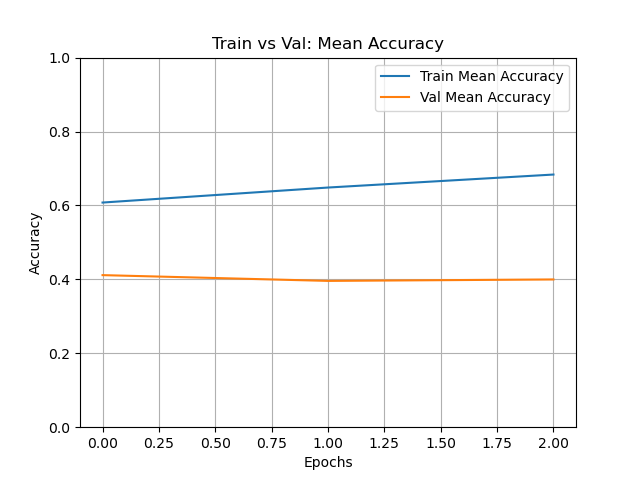 Train vs Val: Mean Accuracy
1.0
0.8
0.6
0.4
0.2
0.0
Accuracy
Train Mean Accuracy
Val Mean Accuracy
0.00 0.25 0.50 0.75 1.00 1.25 1.50 1.75 2.00
Epochs